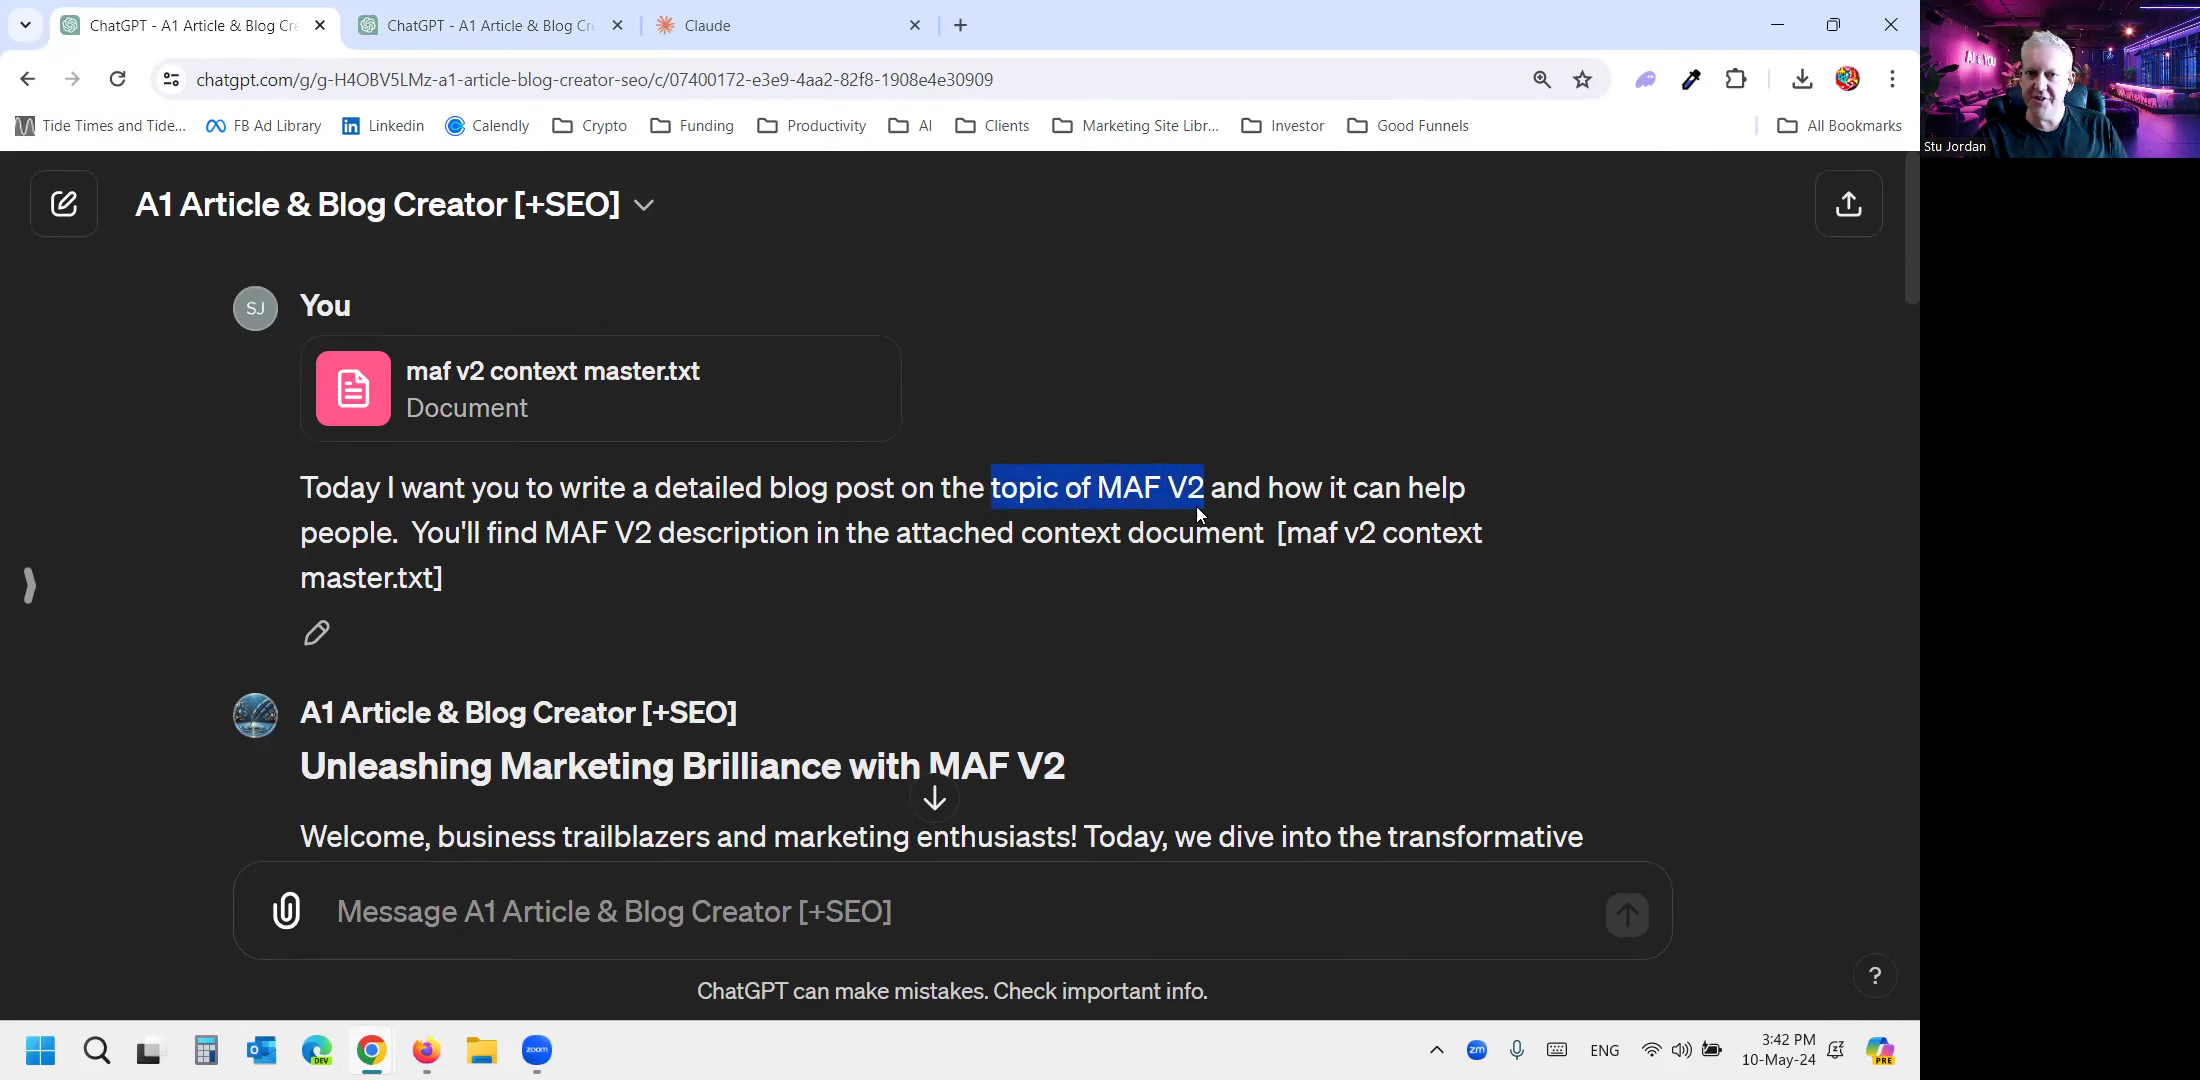 ChatGPT - A1 Article & Blog Cre
ChatGPT - A1 Article & Blog Cre
Claude
chatgpt.com/g/g-H4OBV5LMz-a1-article-blog-creator-seo/c/07400172-e3e9-4aa2-82f8-1908e4e30909
Tide Times and Tide...
FB Ad Library
Linkedin
Calendly
Crypto
Funding
Productivity
AI
Clients
Marketing Site Libr...
Investor
Good Funnels
All Bookmarks
Stu Jordan
A1 Article & Blog Creator [+SEO]
SJ
You
maf v2 context master.txt
Document
Today I want you to write a detailed blog post on the topic of MAF V2 and how it can help
people. You'll find MAF V2 description in the attached context document [maf v2 context
master.txt]
A1 Article & Blog Creator [+SEO]
Unleashing Marketing Brilliance with MAF V2
Welcome, business trailblazers and marketing enthusiasts! Today, we dive into the transformative
Message A1 Article & Blog Creator [+SEO]
ChatGPT can make mistakes. Check important info.
?
DEV
zoom
zm
ENG
3:42 PM
10-May-24
PRE